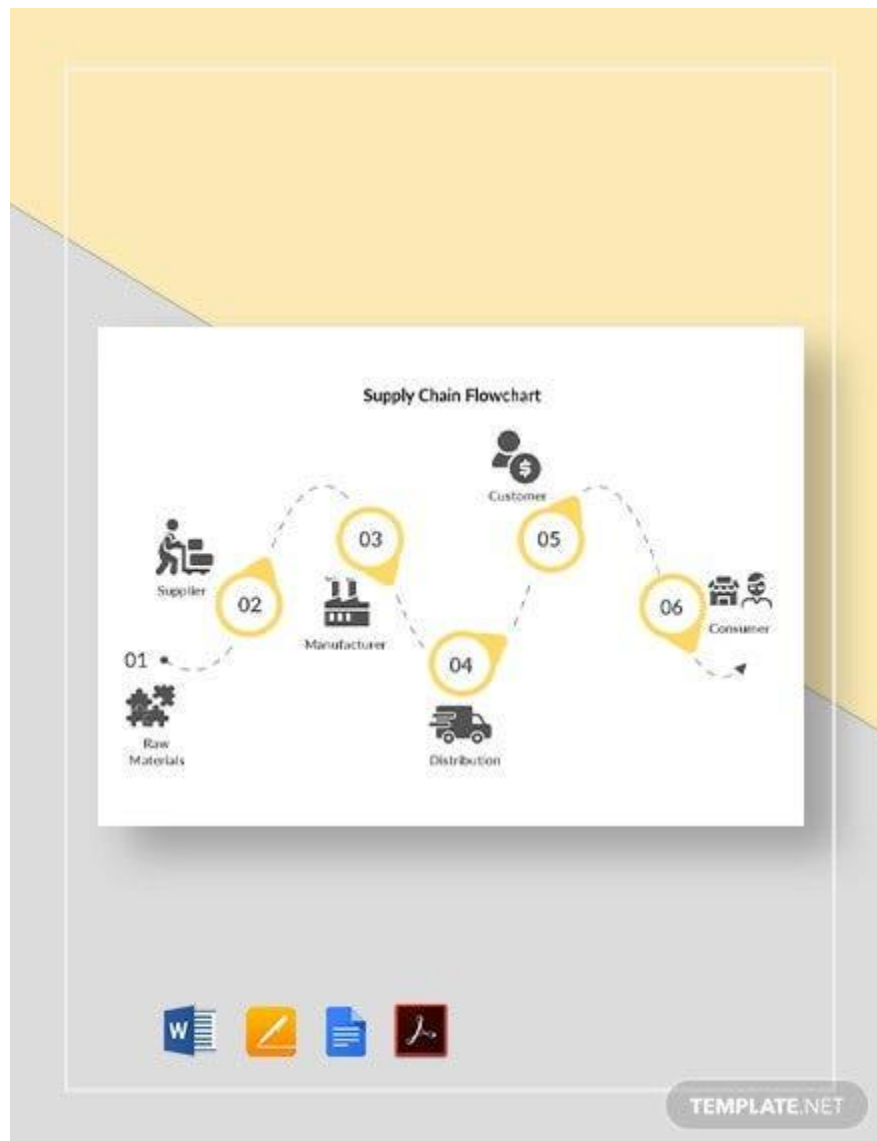 Supply Chain Flowchart
01
Raw
Materials
02
Supplier
03
Manufacturer
04
Distribution
05
Customer
06
Consumer
W
TEMPLATE.NET